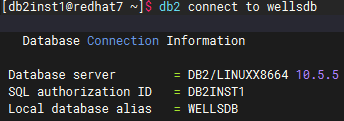 [db2inst1@redhat7 ~]$ db2 connect to wellsdb
Database Connection Information
Database server = DB2/LINUXX8664 10.5.5
SQL authorization ID = DB2INST1
Local database alias = WELLSDB